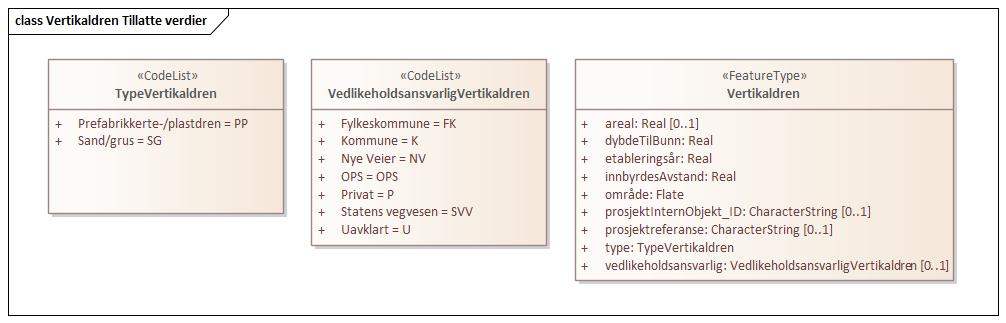 class Vertikaldren Tillatte verdier
«CodeList»
TypeVertikaldren
+ Prefabrikkerte-/plastdren = PP
+ Sand/grus = SG
«CodeList»
VedlikeholdsansvarligVertikaldren
+ Fylkeskommune = FK
+ Kommune = K
+ Nye Veier = NV
+ OPS = OPS
+ Privat = P
+ Statens vegvesen = SVV
+ Uavklart = U
«FeatureType»
Vertikaldren
+ areal: Real [0..1]
+ dybdeTilBunn: Real
+ etableringsår: Real
+ innbyrdesAvstand: Real
+ område: Flate
+ prosjektInternObjekt_ID: CharacterString [0..1]
+ prosjektreferanse: CharacterString [0..1]
+ type: TypeVertikaldren
+ vedlikeholdsansvarlig: VedlikeholdsansvarligVertikaldren [0..1]